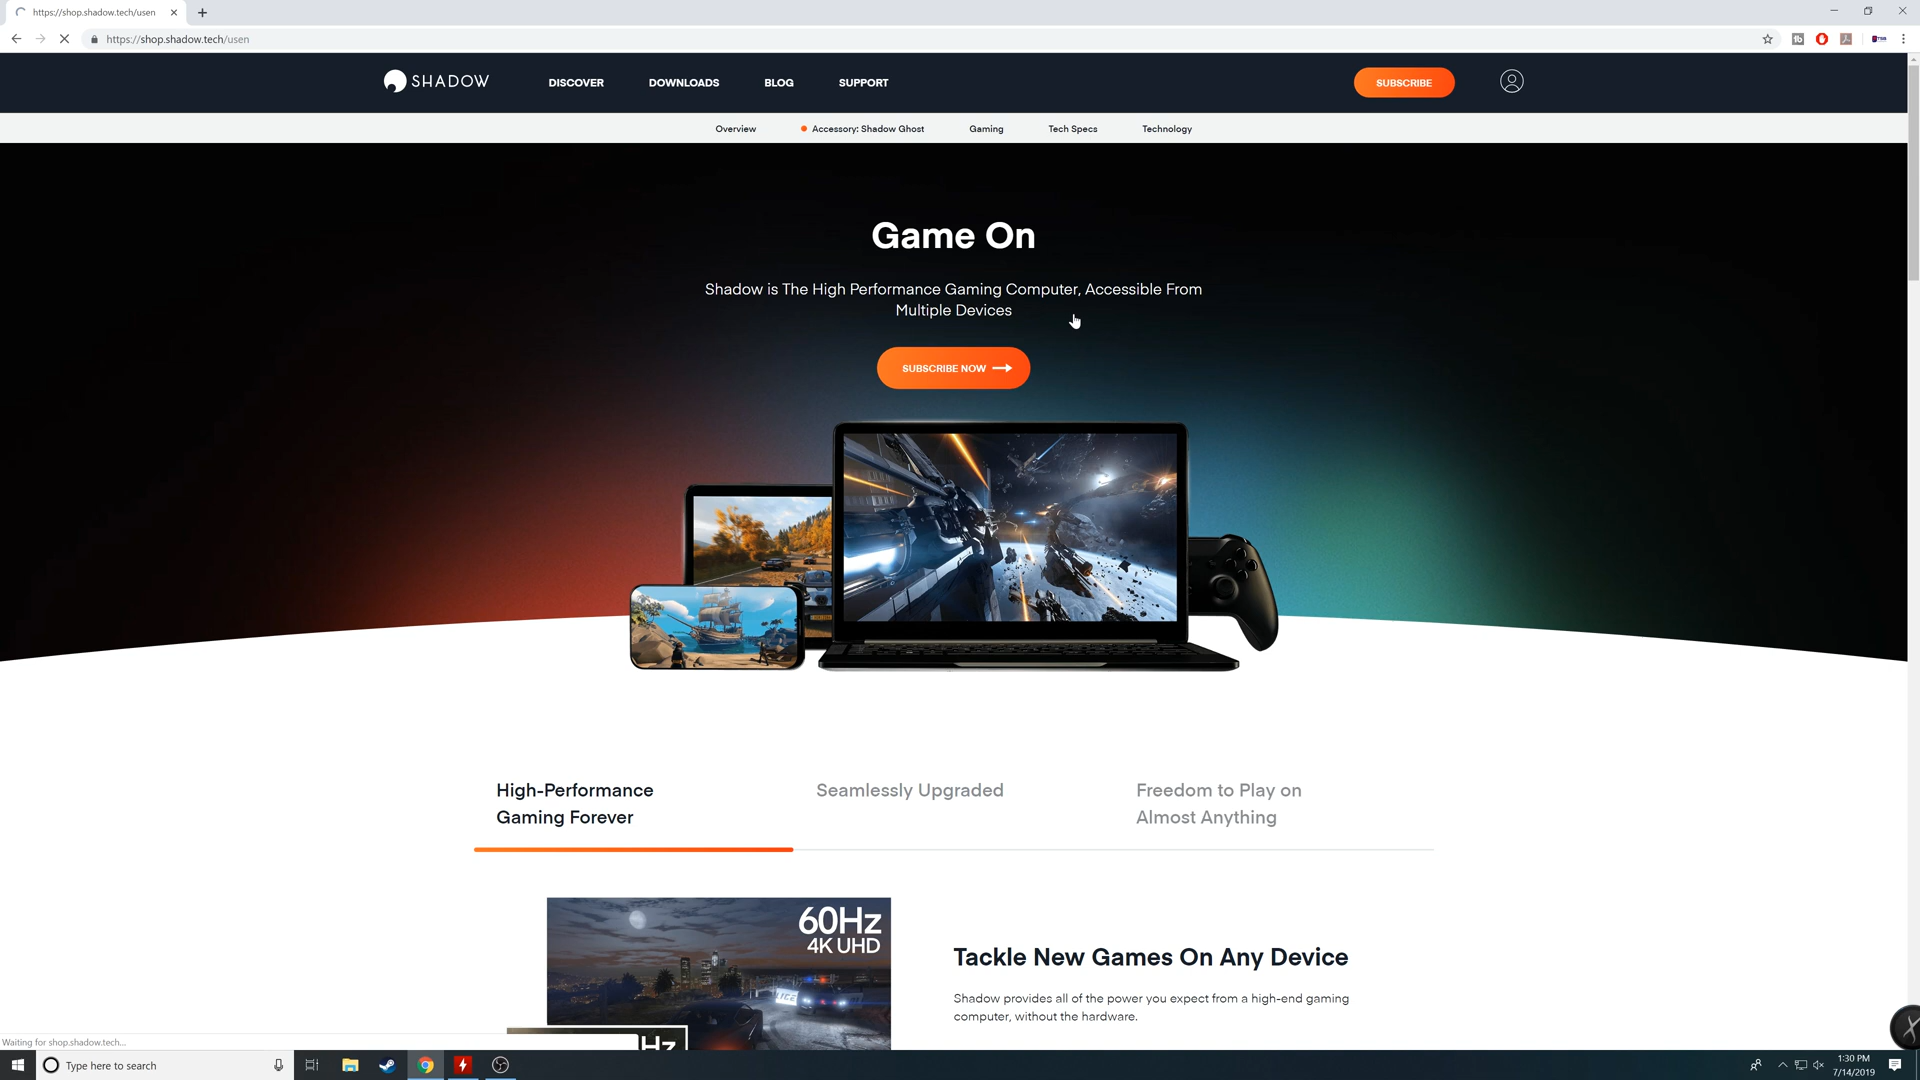 https://shop.shadow.tech/usen
https://shop.shadow.tech/usen
SHADOW
DISCOVER
DOWNLOADS
BLOG
SUPPORT
SUBSCRIBE
Overview
Accessory: Shadow Ghost
Gaming
Tech Specs
Technology
Game On
Shadow is The High Performance Gaming Computer, Accessible From
Multiple Devices
SUBSCRIBE NOW
High-Performance
Gaming Forever
Seamlessly Upgraded
Freedom to Play on
Almost Anything
60Hz
4K UHD
Tackle New Games On Any Device
Shadow provides all of the power you expect from a high-end gaming
computer, without the hardware.
Waiting for shop.shadow.tech...
Type here to search
1:30 PM
7/14/2019